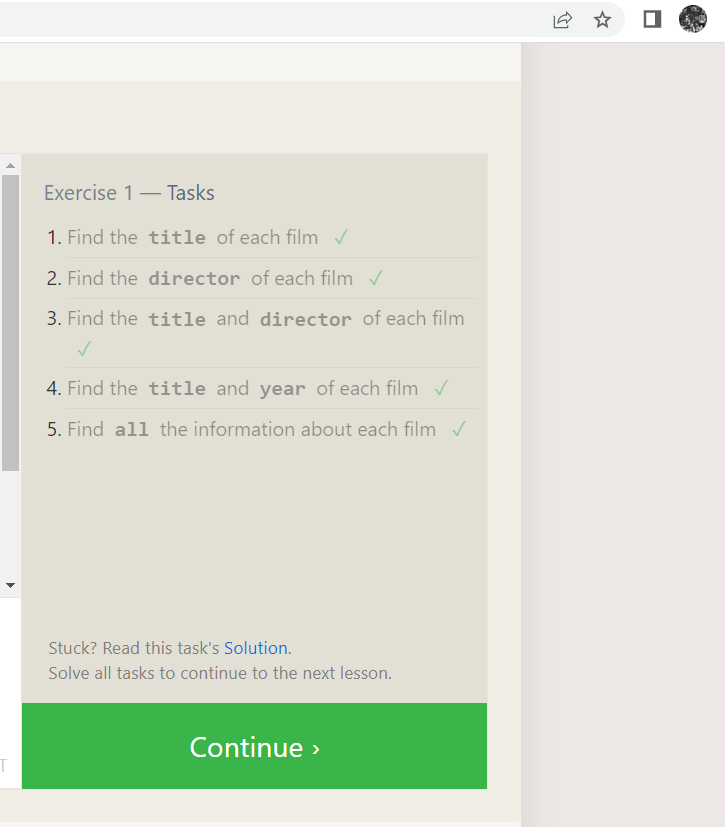 Exercise 1 — Tasks
1. Find the title of each film ✓
2. Find the director of each film ✓
3. Find the title and director of each film
✓
4. Find the title and year of each film ✓
5. Find all the information about each film ✓
Stuck? Read this task's Solution.
Solve all tasks to continue to the next lesson.
Continue ›
T